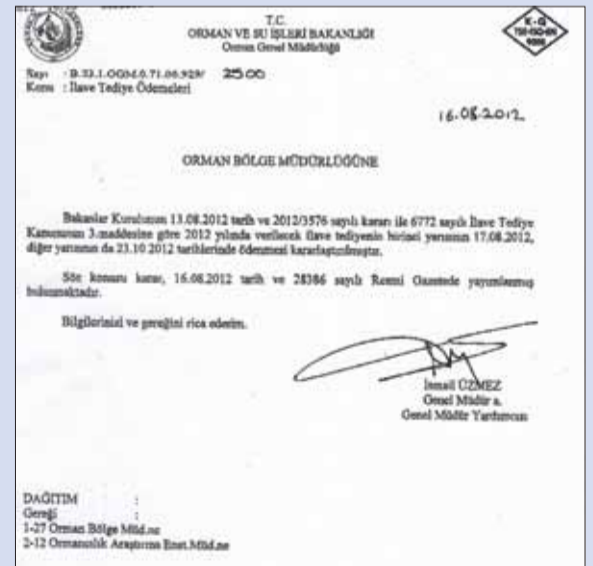 T.C.
ORMAN VE SU İŞLERİ BAKANLIĞI
Orman Genel Müdürlüğü
K-Q
TSE-ISO-EN
9000
Sayı : B.23.1.OGM.0.71.00.929/ 2500
Konu : İlave Tediye Ödemeleri
16.08.2012
ORMAN BÖLGE MÜDÜRLÜĞÜNE
Bakanlar Kurulunun 13.08.2012 tarih ve 2012/3576 sayılı kararı ile 6772 sayılı İlave Tediye
Kanununun 3.maddesine göre 2012 yılında verilecek ilave tediyenin birinci yarısının 17.08.2012,
diğer yarısının da 23.10.2012 tarihlerinde ödenmesi kararlaştırılmıştır.
Söz konusu karar, 16.08.2012 tarih ve 28386 sayılı Resmi Gazetede yayımlanmış
bulunmaktadır.
Bilgilerinizi ve gereğini rica ederim.
İsmail ÜZMEZ
Genel Müdür a.
Genel Müdür Yardımcısı
DAĞITIM :
Gereği :
1-27 Orman Bölge Müd.ne
2-12 Ormancılık Araştırma Enst.Müd.ne